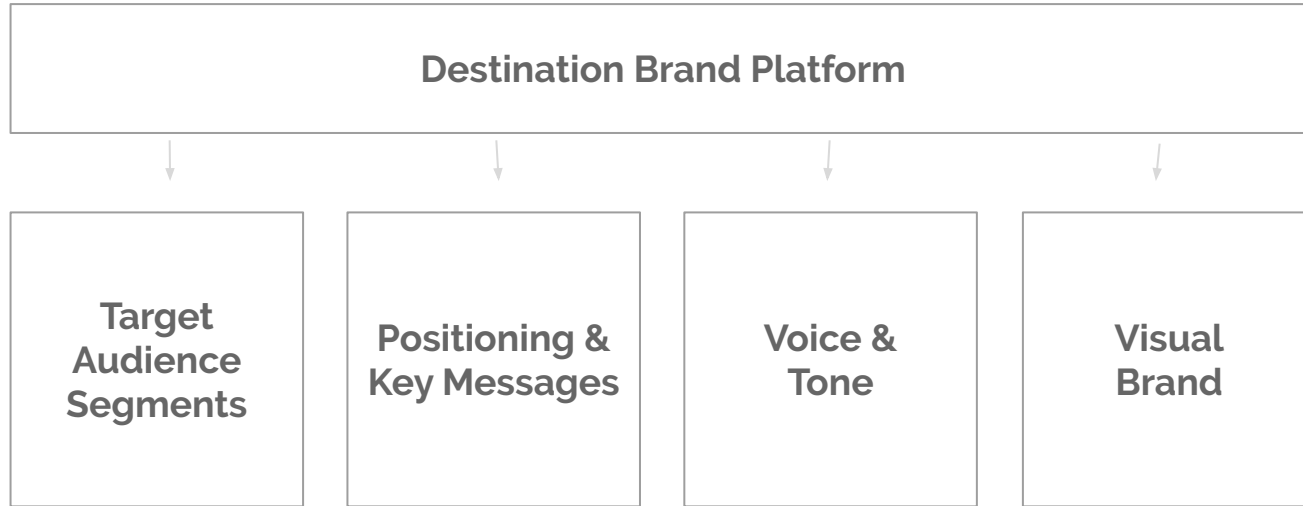 Destination Brand Platform
Target
Audience
Segments
Positioning &
Key Messages
Voice &
Tone
Visual
Brand